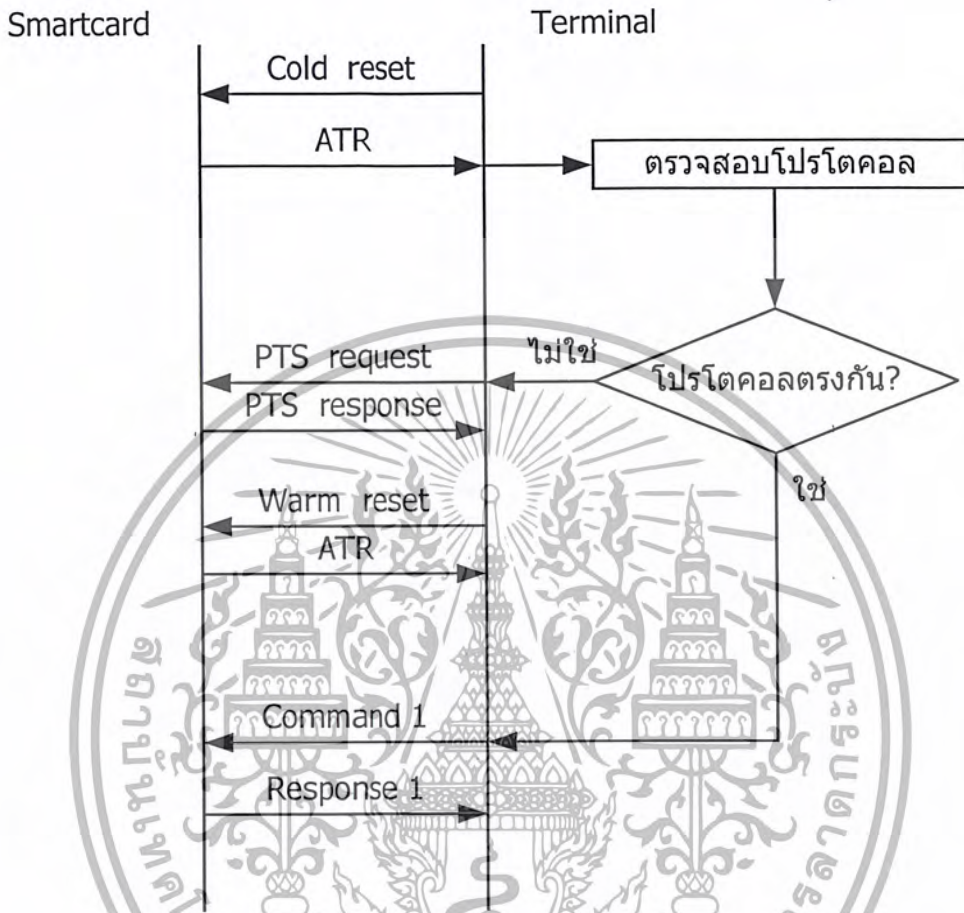 Smartcard
Terminal
Cold reset
ATR
ตรวจสอบโปรโตคอล
PTS request
ไม่ใช่
โปรโตคอลตรงกัน?
PTS response
ใช่
Warm reset
ATR
Command 1
Response 1